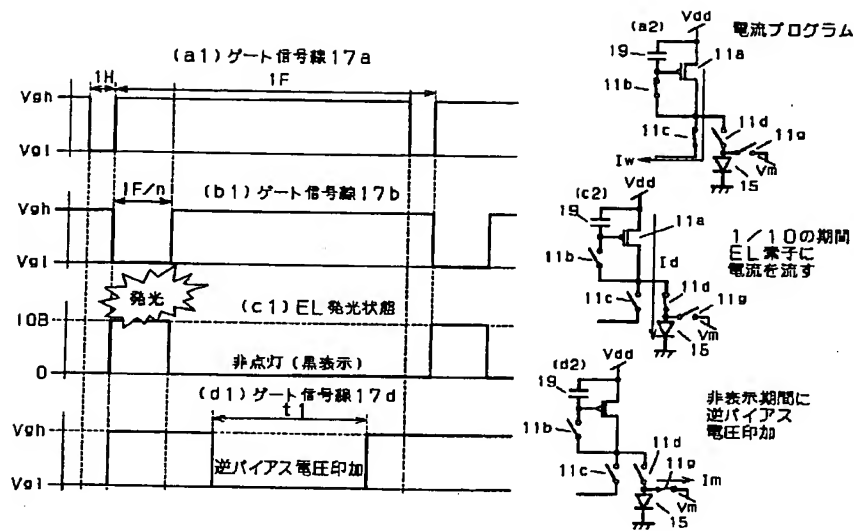 (a1)ゲート信号線17a
1H
1F
Vgh
Vgl
1F/n
(b1)ゲート信号線17b
Vgh
Vgl
発光
(c1)EL発光状態
10B
0
非点灯(黒表示)
(d1)ゲート信号線17d
t1
Vgh
Vgl
逆バイアス電圧印加
(a2)
Vdd
電流プログラム
19
11a
11b
11c
11d
11g
Iw
Vm
15
(c2)
Vdd
19
11a
11b
Id
11c
11d
11g
Vm
15
1/10の期間
EL素子に
電流を流す
(d2)
Vdd
19
11b
11c
11d
11g
Im
Vm
15
非表示期間に
逆バイアス
電圧印加